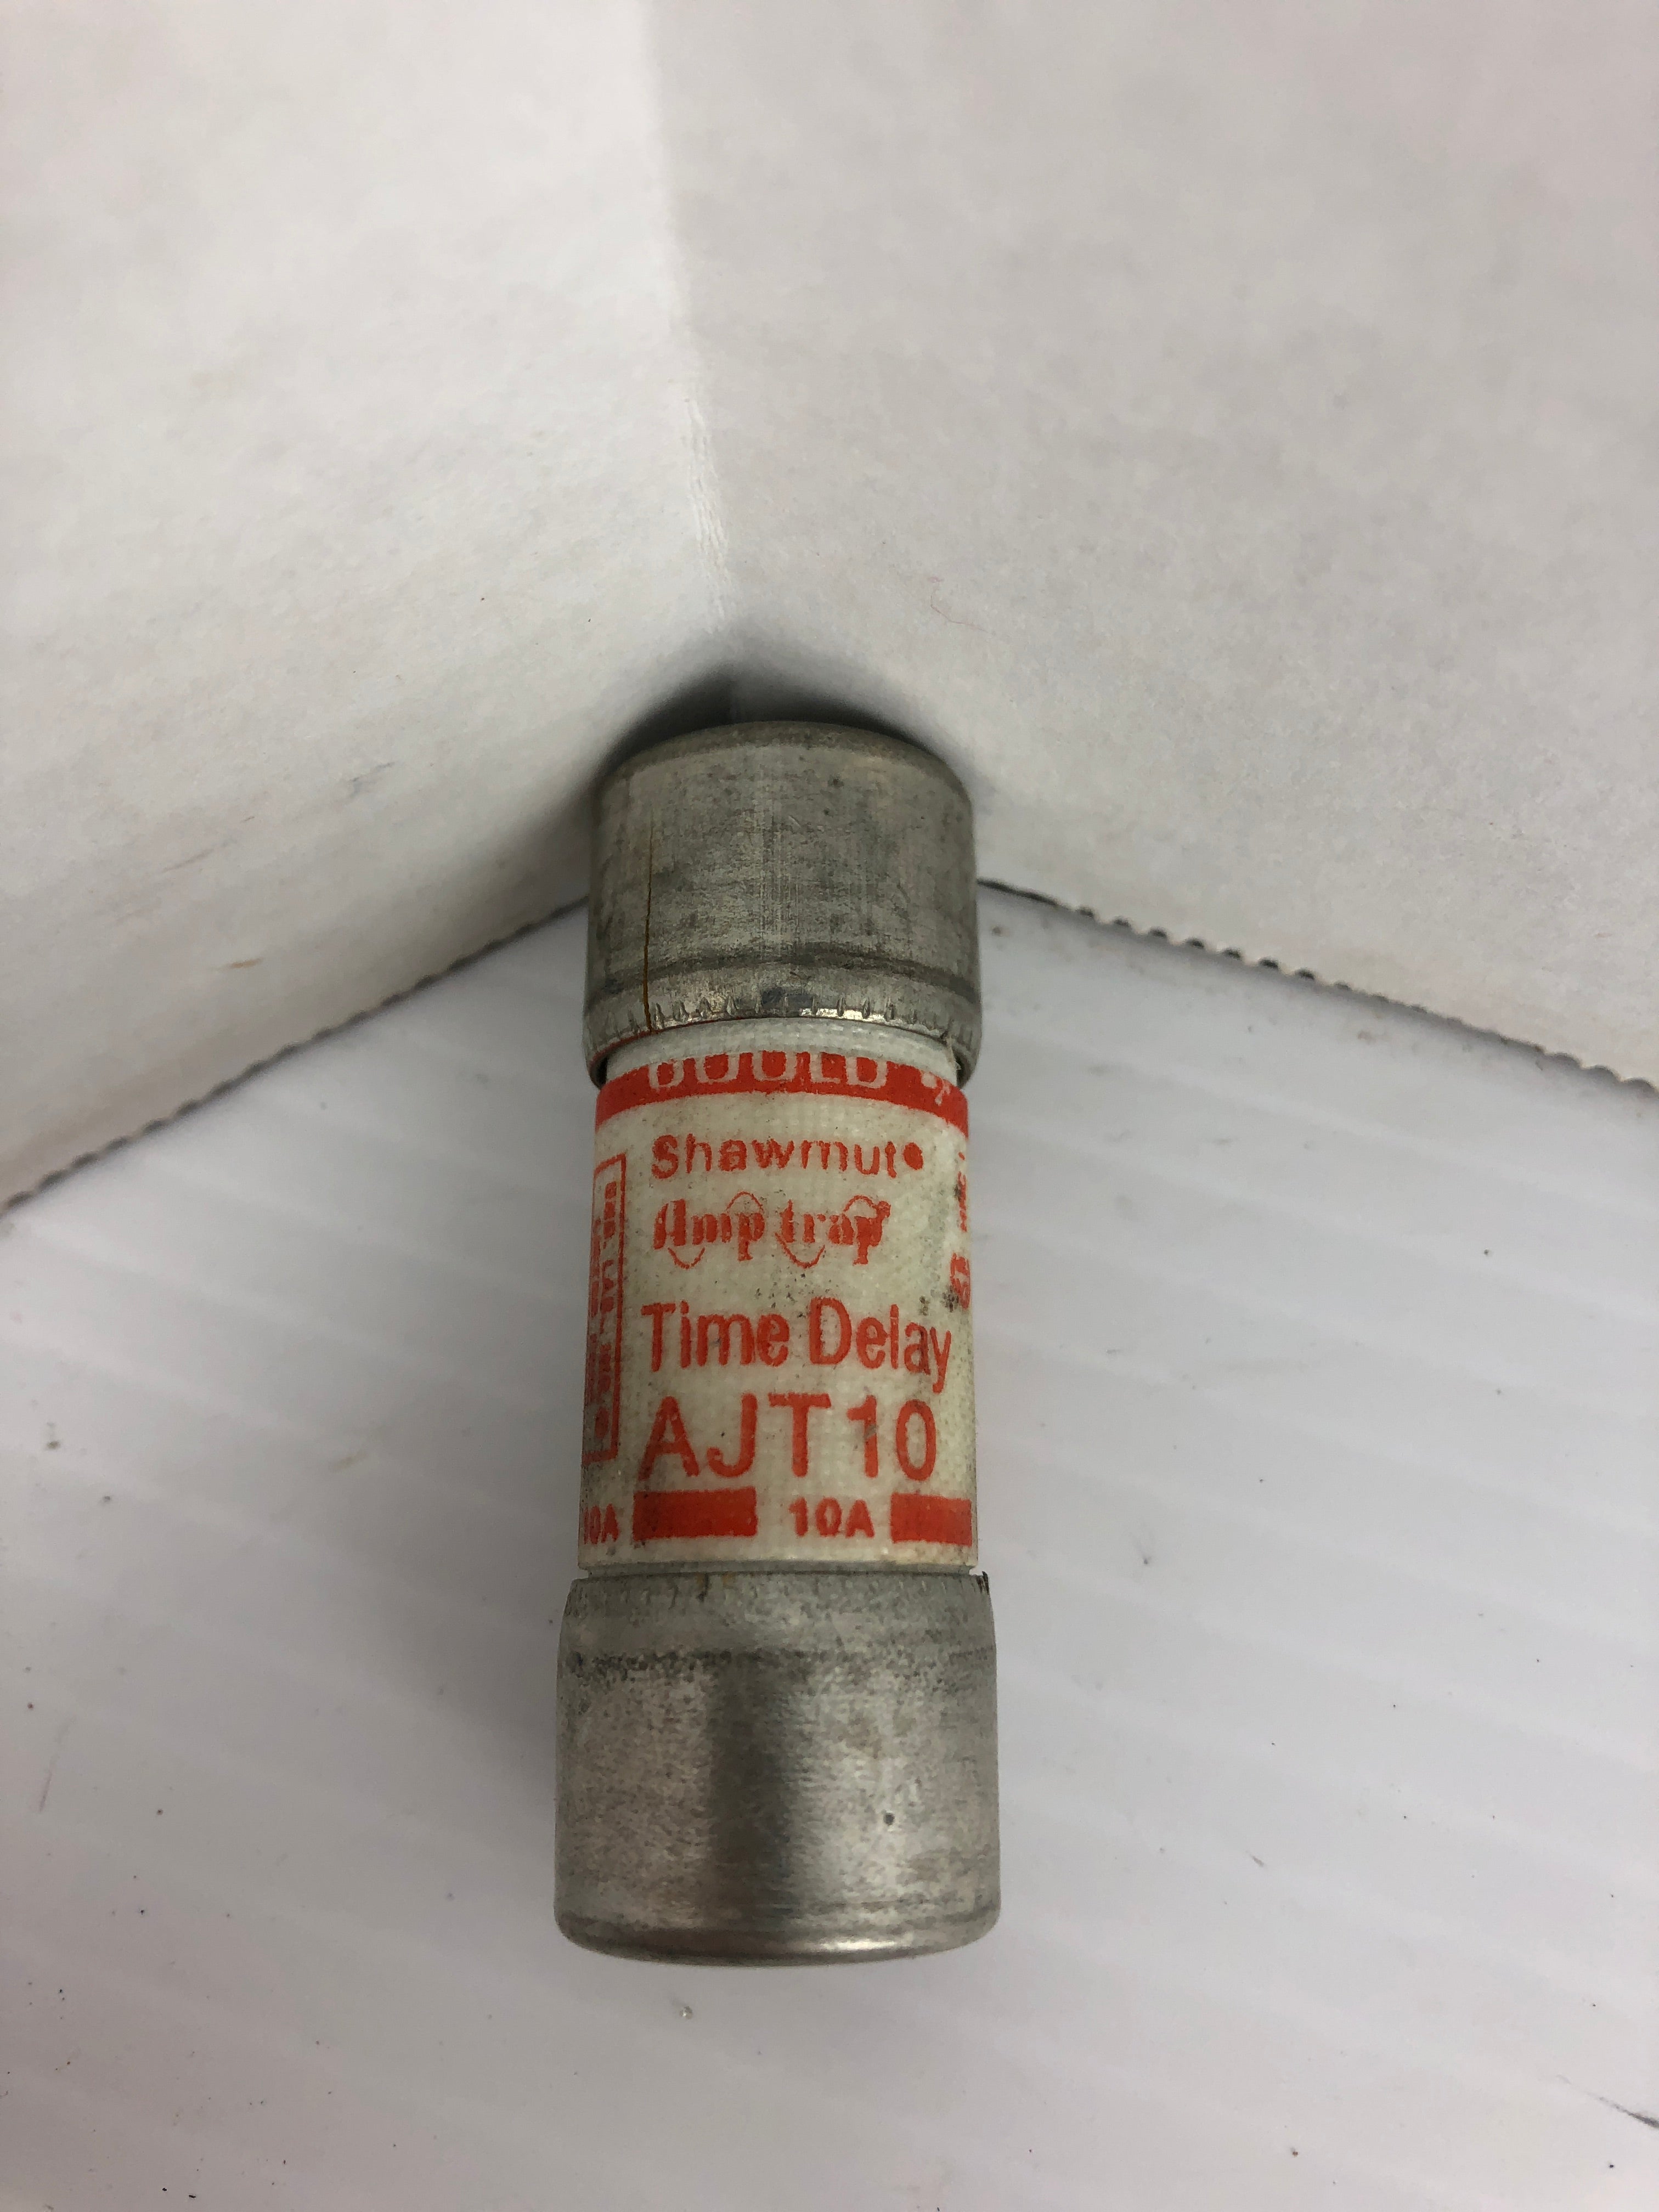 GOULD
Shawmut
Amp trap
Time Delay
AJT10
10A
10A